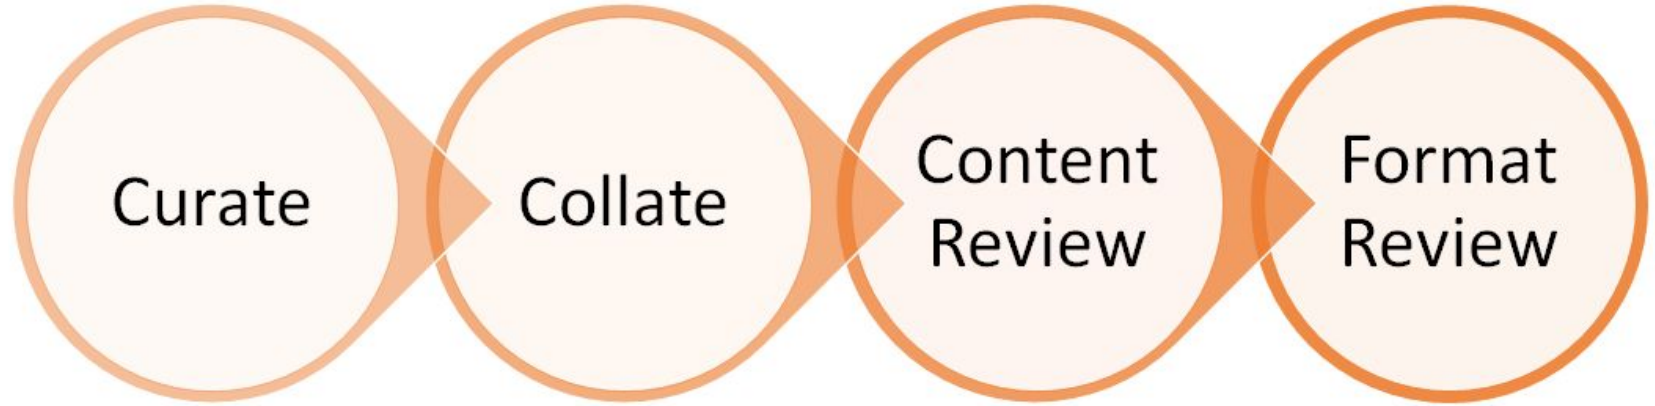 Curate
Collate
Content
Review
Format
Review